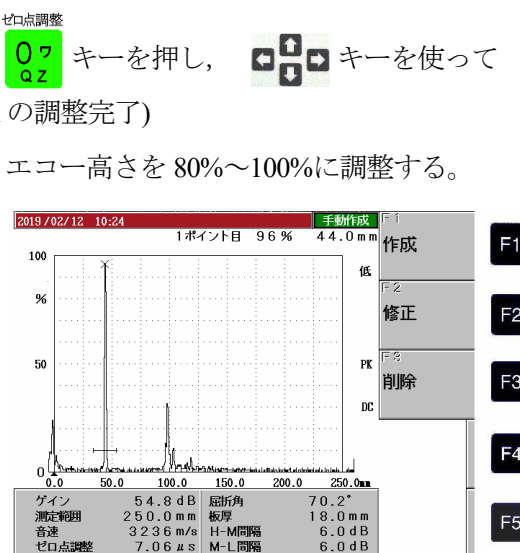 ゼロ点調整
0 ワ QZ キーを押し, キーを使って
の調整完了)
エコー高さを 80%～100%に調整する。
2019/02/12 10:24 手動作成
1ポイント目 96% 44.0mm
F1
作成
F1
100
低
%
F2
修正
F2
50
PK
F3
削除
F3
DC
F4
0
0.0 50.0 100.0 150.0 200.0 250.0mm
ゲイン 54.8dB 屈折角 70.2°
測定範囲 250.0mm 板厚 18.0mm
音速 3236m/s H-M間隔 6.0dB
ゼロ点調整 7.06μs M-L間隔 6.0dB
F5